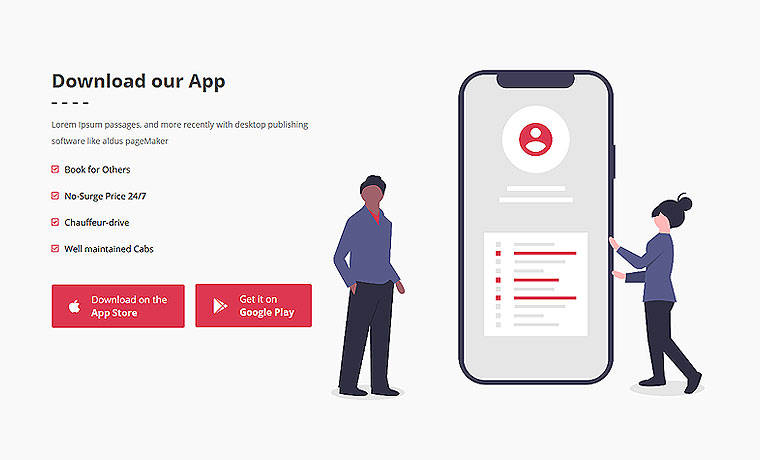 Download our App
Lorem Ipsum passages, and more recently with desktop publishing
software like aldus pageMaker
Book for Others
No-Surge Price 24/7
Chauffeur-drive
Well maintained Cabs
Download on the
App Store
Get it on
Google Play